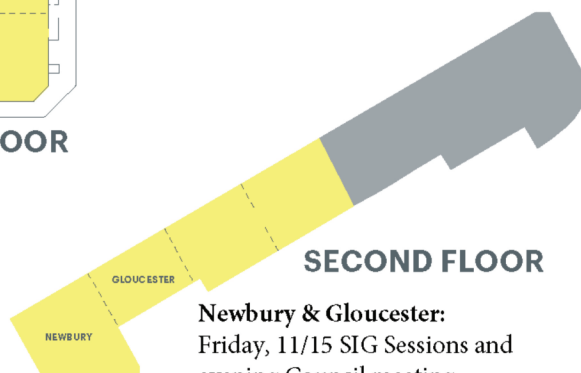 OOR
GLOUCESTER
NEWBURY
SECOND FLOOR
Newbury & Gloucester:
Friday, 11/15 SIG Sessions and